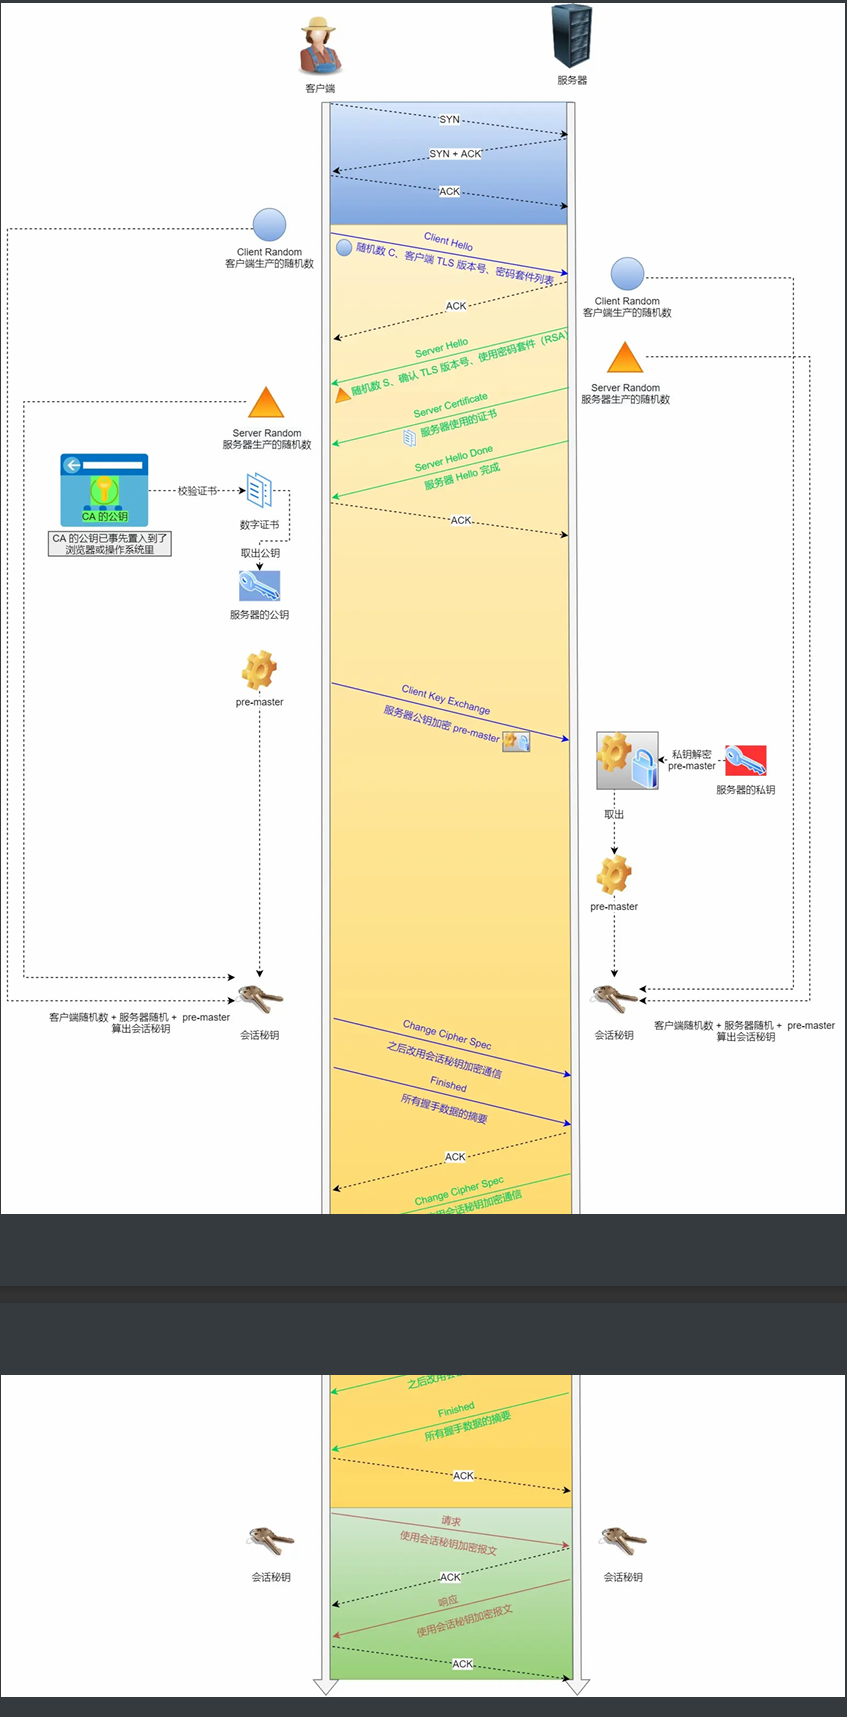 客户端
服务器
SYN
SYN + ACK
ACK
Client Random
客户端生产的随机数
Client Hello
随机数 C、客户端 TLS 版本号、密码套件列表
Client Random
客户端生产的随机数
ACK
Server Hello
随机数 S、确认 TLS 版本号、使用密码套件（RSA）
Server Random
服务器生产的随机数
Server Random
服务器生产的随机数
Server Certificate
服务器使用的证书
Server Hello Done
服务器 Hello 完成
CA 的公钥
校验证书
数字证书
CA 的公钥已事先置入到了
浏览器或操作系统里
取出公钥
ACK
服务器的公钥
pre-master
Client Key Exchange
服务器公钥加密 pre-master
私钥解密
pre-master
服务器的私钥
取出
pre-master
客户端随机数 + 服务器随机 + pre-master
算出会话秘钥
会话秘钥
会话秘钥
客户端随机数 + 服务器随机 + pre-master
算出会话秘钥
Change Cipher Spec
之后改用会话秘钥加密通信
Finished
所有握手数据的摘要
ACK
Change Cipher Spec
用会话秘钥加密通信
之后改用
Finished
所有握手数据的摘要
ACK
请求
使用会话秘钥加密报文
会话秘钥
会话秘钥
ACK
响应
使用会话秘钥加密报文
ACK